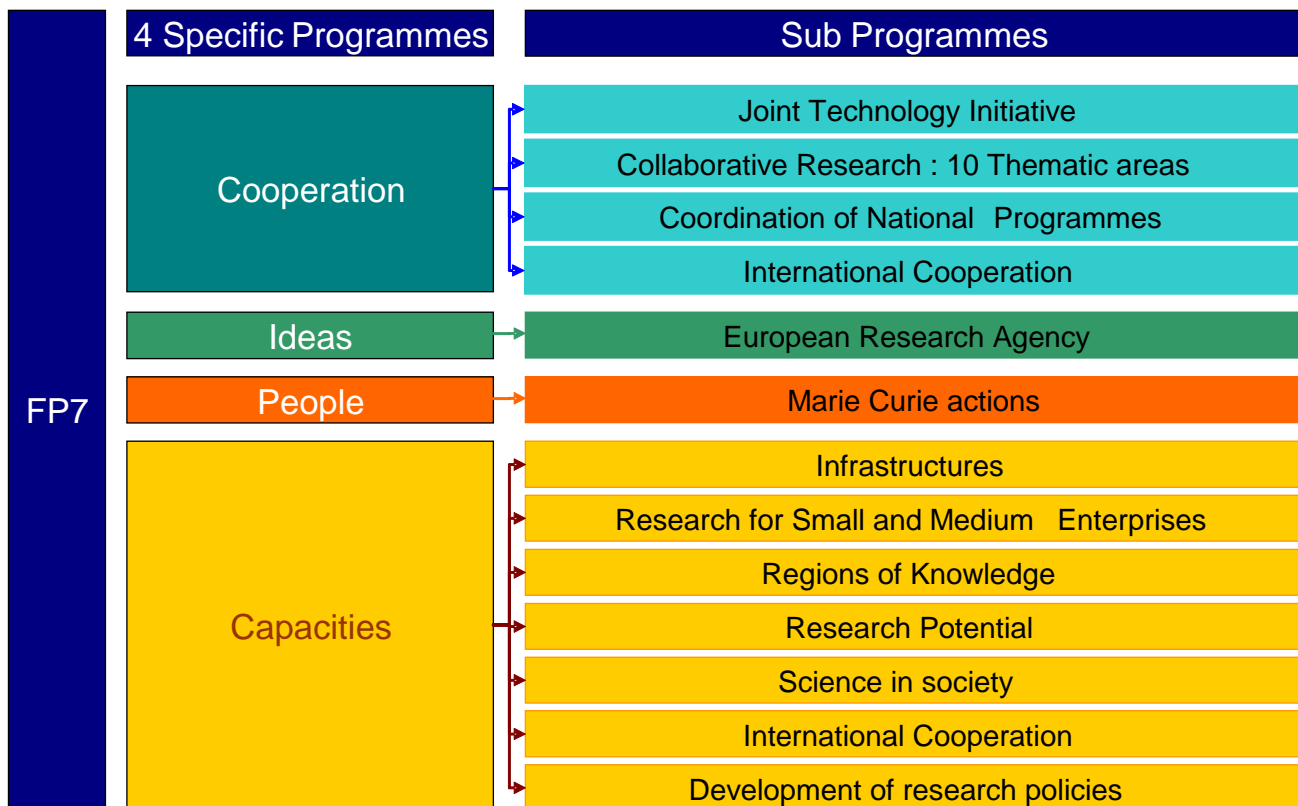 4 Specific Programmes
Sub Programmes
FP7
Cooperation
Joint Technology Initiative
Collaborative Research : 10 Thematic areas
Coordination of National Programmes
International Cooperation
Ideas
European Research Agency
People
Marie Curie actions
Capacities
Infrastructures
Research for Small and Medium Enterprises
Regions of Knowledge
Research Potential
Science in society
International Cooperation
Development of research policies